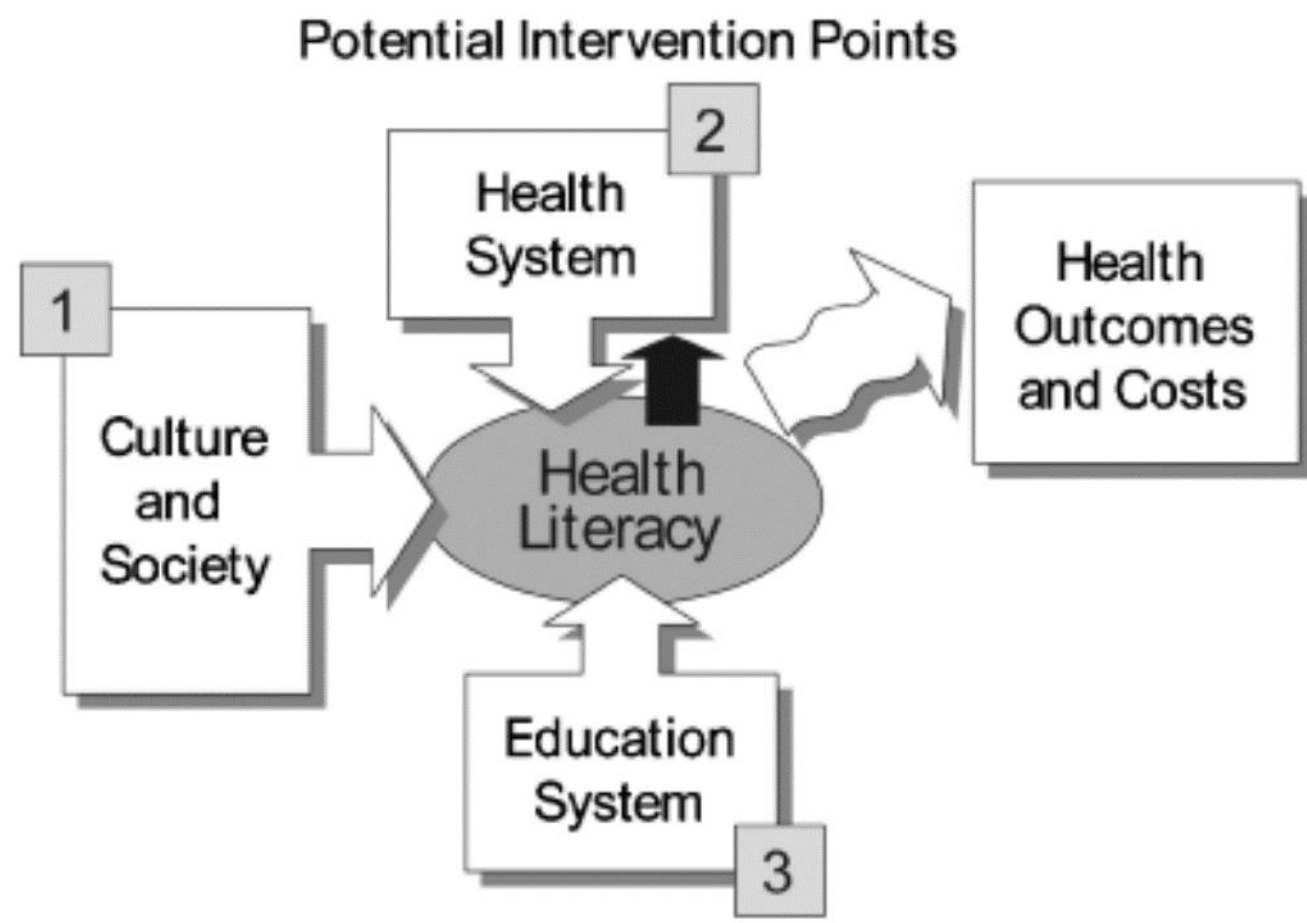 Potential Intervention Points
2
Health
System
1
Culture
and
Society
Health
Literacy
Health
Outcomes
and Costs
Education
System
3